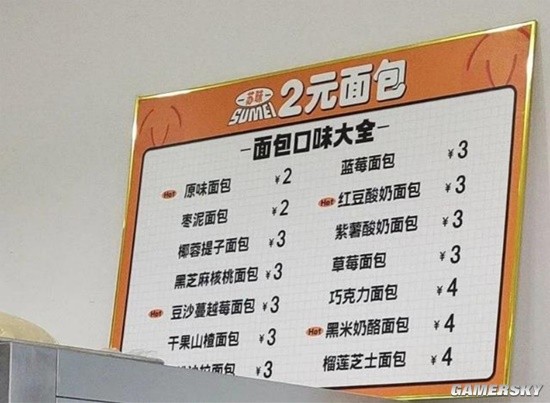 苏味
SUMEI
2元面包
面包口味大全
Hot 原味面包 ¥2
枣泥面包 ¥2
椰蓉提子面包 ¥3
黑芝麻核桃面包 ¥3
Hot 豆沙蔓越莓面包 ¥3
干果山楂面包 ¥3
面包 ¥3
蓝莓面包 ¥3
Hot 红豆酸奶面包 ¥3
紫薯酸奶面包 ¥3
草莓面包 ¥3
巧克力面包 ¥4
Hot 黑米奶酪面包 ¥4
榴莲芝士面包 ¥4
GAMERSKY